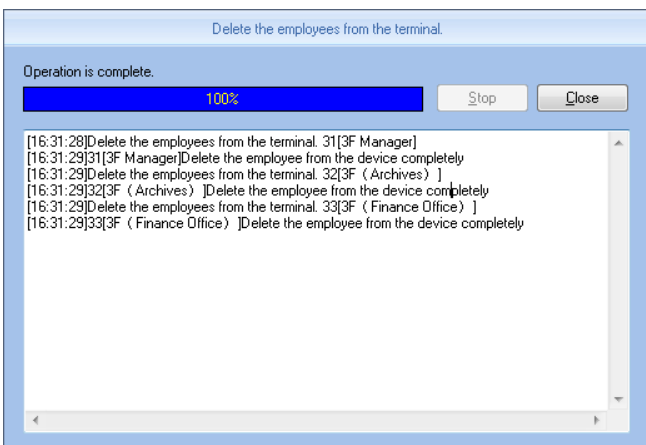 Delete the employees from the terminal.
Operation is complete.
100%
Stop
Close
[16:31:28]Delete the employees from the terminal. 31[3F Manager]
[16:31:29]31[3F Manager]Delete the employee from the device completely
[16:31:29]Delete the employees from the terminal. 32[3F（Archives）]
[16:31:29]32[3F（Archives）]Delete the employee from the device completely
[16:31:29]Delete the employees from the terminal. 33[3F（Finance Office）]
[16:31:29]33[3F（Finance Office）]Delete the employee from the device completely